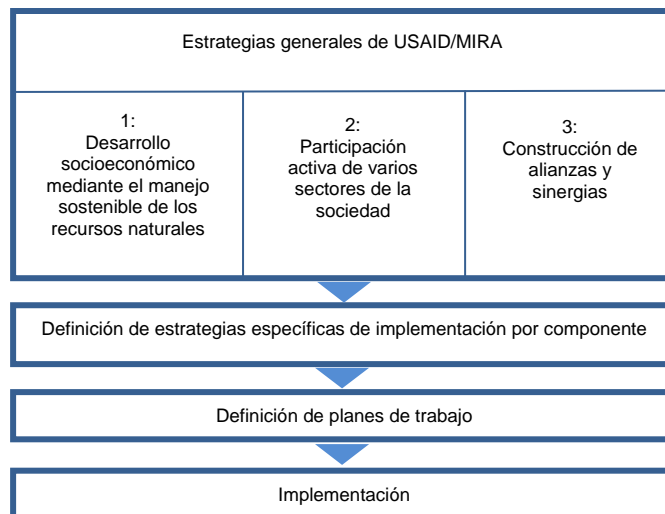 Estrategias generales de USAID/MIRA
1:
Desarrollo
socioeconómico
mediante el manejo
sostenible de los
recursos naturales
2:
Participación
activa de varios
sectores de la
sociedad
3:
Construcción de
alianzas y
sinergias
Definición de estrategias específicas de implementación por componente
Definición de planes de trabajo
Implementación